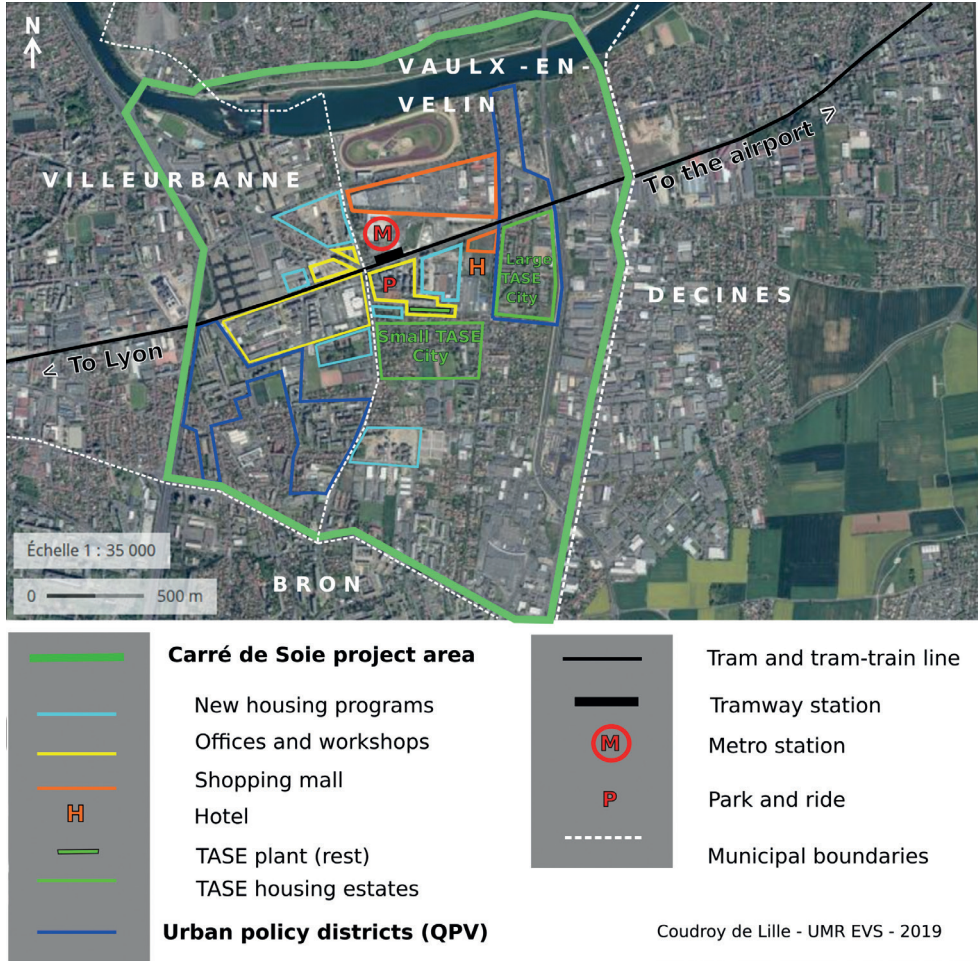 N
VAULX -EN-
VELIN
VILLEURBANNE
To the airport >
M
P
H
Large
TASE
City
DECINES
Small TASE
City
< To Lyon
Échelle 1 : 35 000
0 500 m
BRON
Carré de Soie project area
New housing programs
Offices and workshops
Shopping mall
H Hotel
TASE plant (rest)
TASE housing estates
Urban policy districts (QPV)
Tram and tram-train line
Tramway station
M Metro station
P Park and ride
Municipal boundaries
Coudroy de Lille - UMR EVS - 2019